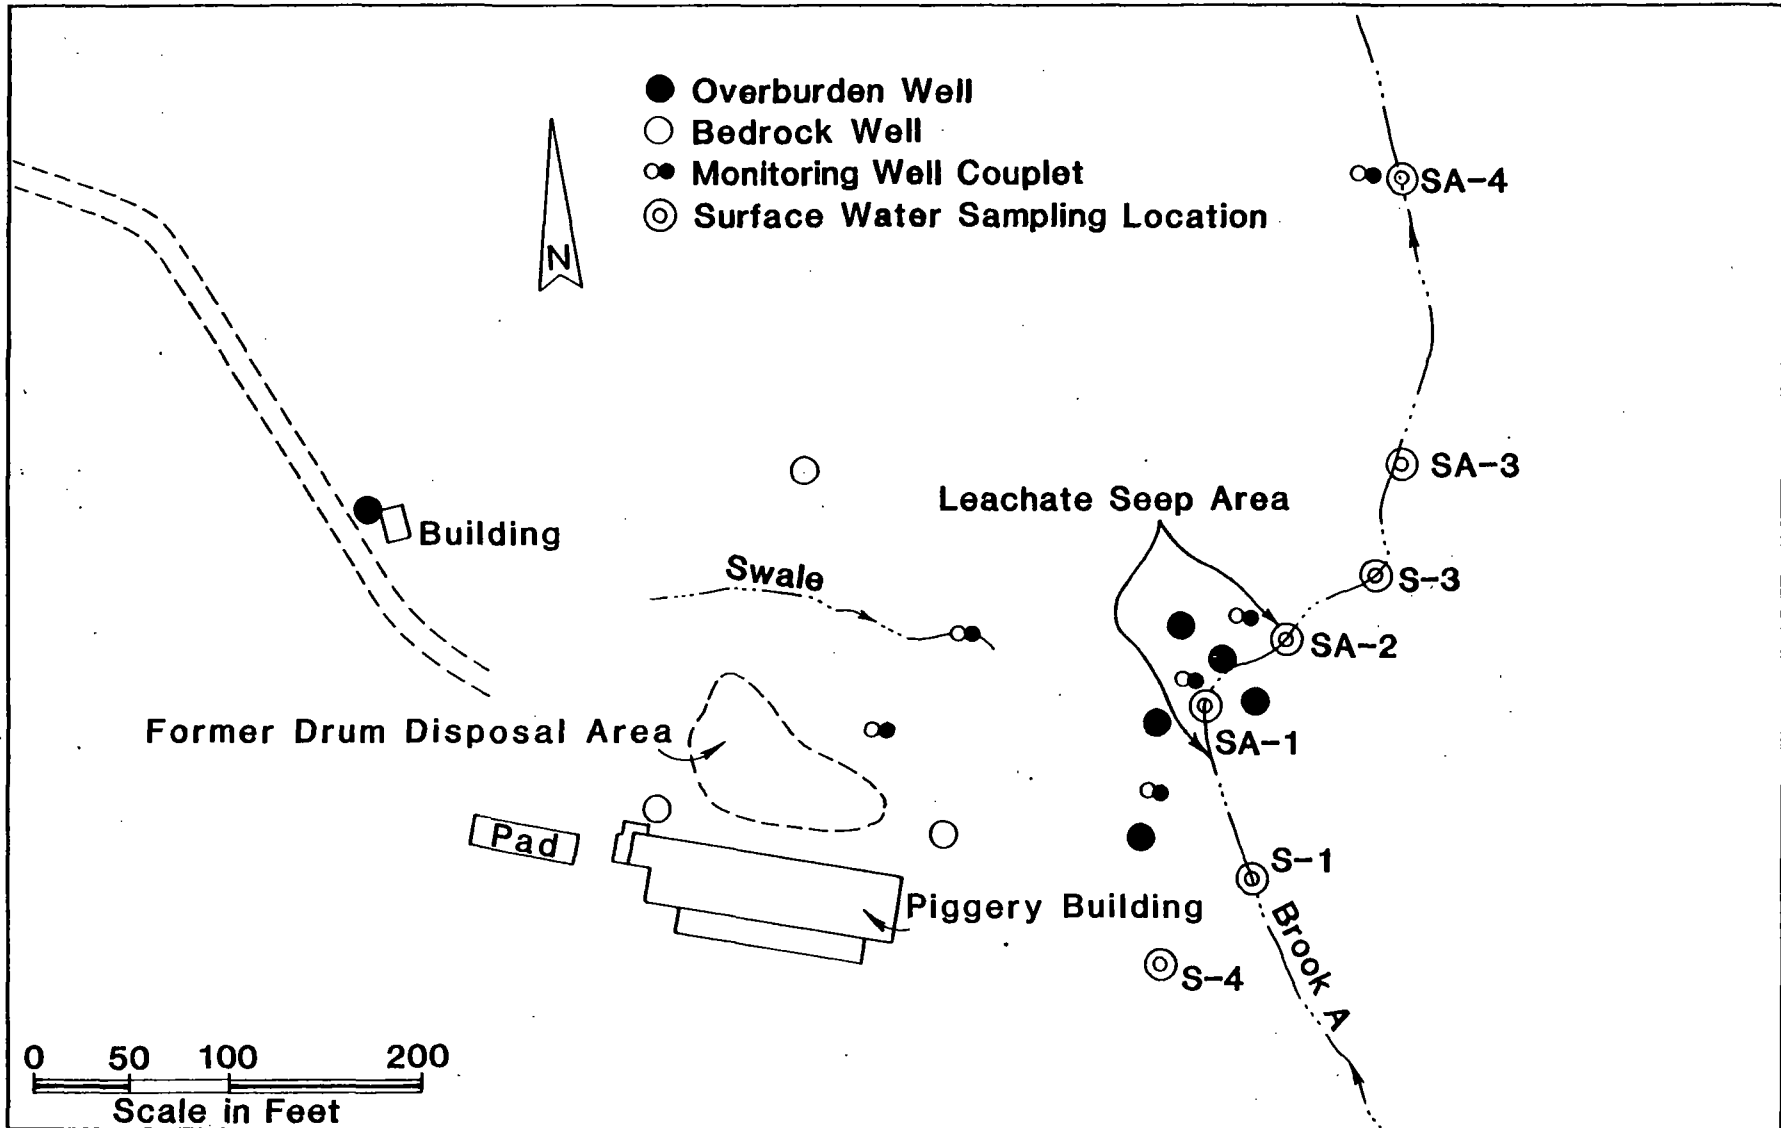 Overburden Well
Bedrock Well
Monitoring Well Couplet
Surface Water Sampling Location
N
SA-4
SA-3
Leachate Seep Area
Building
Swale
S-3
SA-2
Former Drum Disposal Area
SA-1
Pad
S-1
Piggery Building
Brook A
S-4
0 50 100 200
Scale in Feet